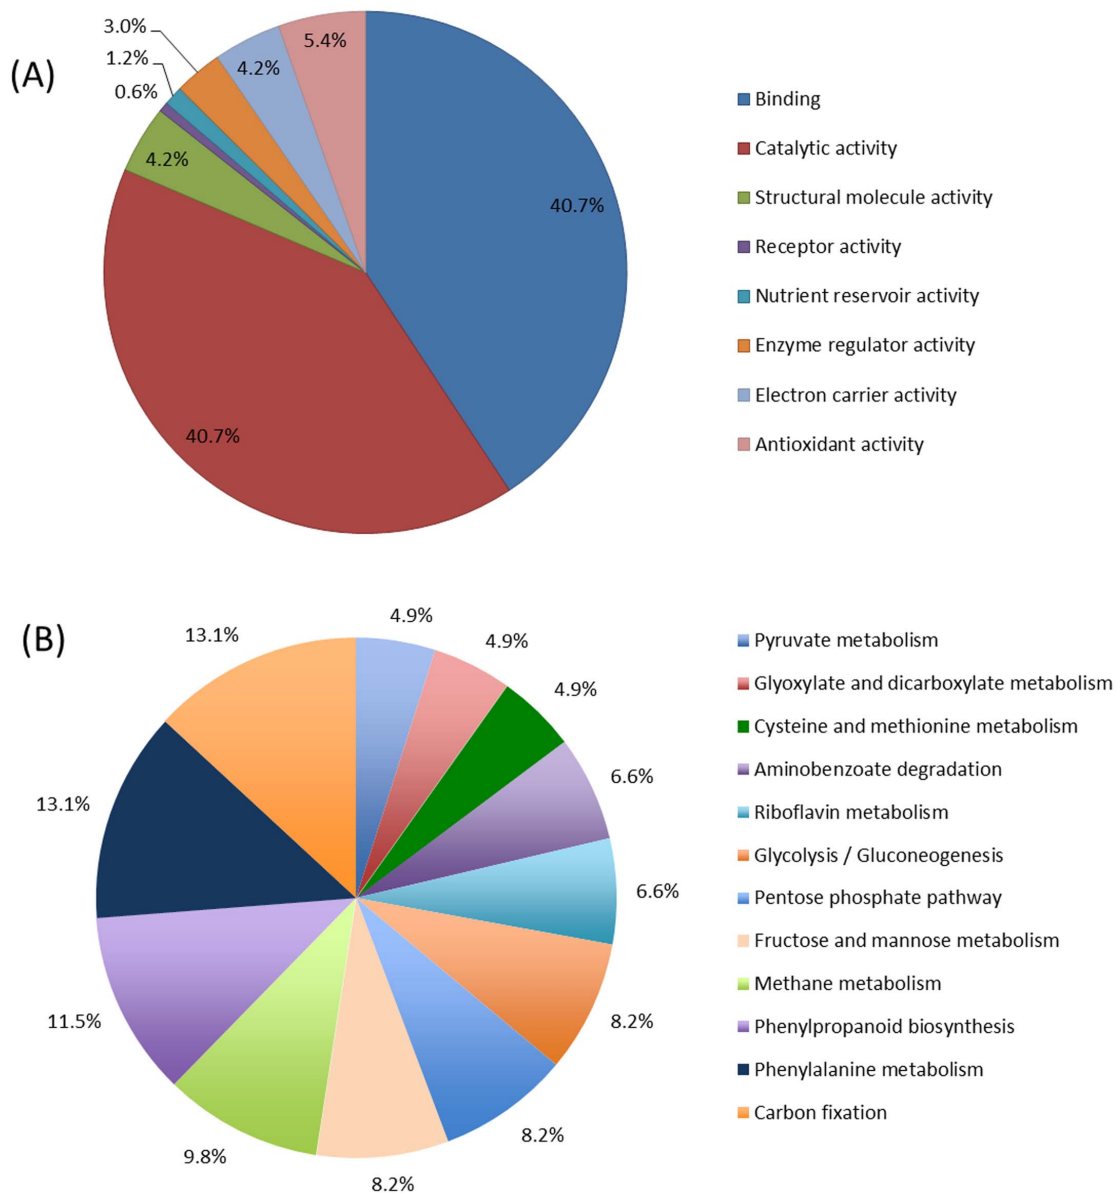 (A)
3.0%
1.2%
0.6%
4.2%
5.4%
4.2%
40.7%
40.7%
Binding
Catalytic activity
Structural molecule activity
Receptor activity
Nutrient reservoir activity
Enzyme regulator activity
Electron carrier activity
Antioxidant activity
(B)
13.1%
4.9%
4.9%
4.9%
6.6%
6.6%
8.2%
8.2%
8.2%
9.8%
11.5%
13.1%
Pyruvate metabolism
Glyoxylate and dicarboxylate metabolism
Cysteine and methionine metabolism
Aminobenzoate degradation
Riboflavin metabolism
Glycolysis / Gluconeogenesis
Pentose phosphate pathway
Fructose and mannose metabolism
Methane metabolism
Phenylpropanoid biosynthesis
Phenylalanine metabolism
Carbon fixation